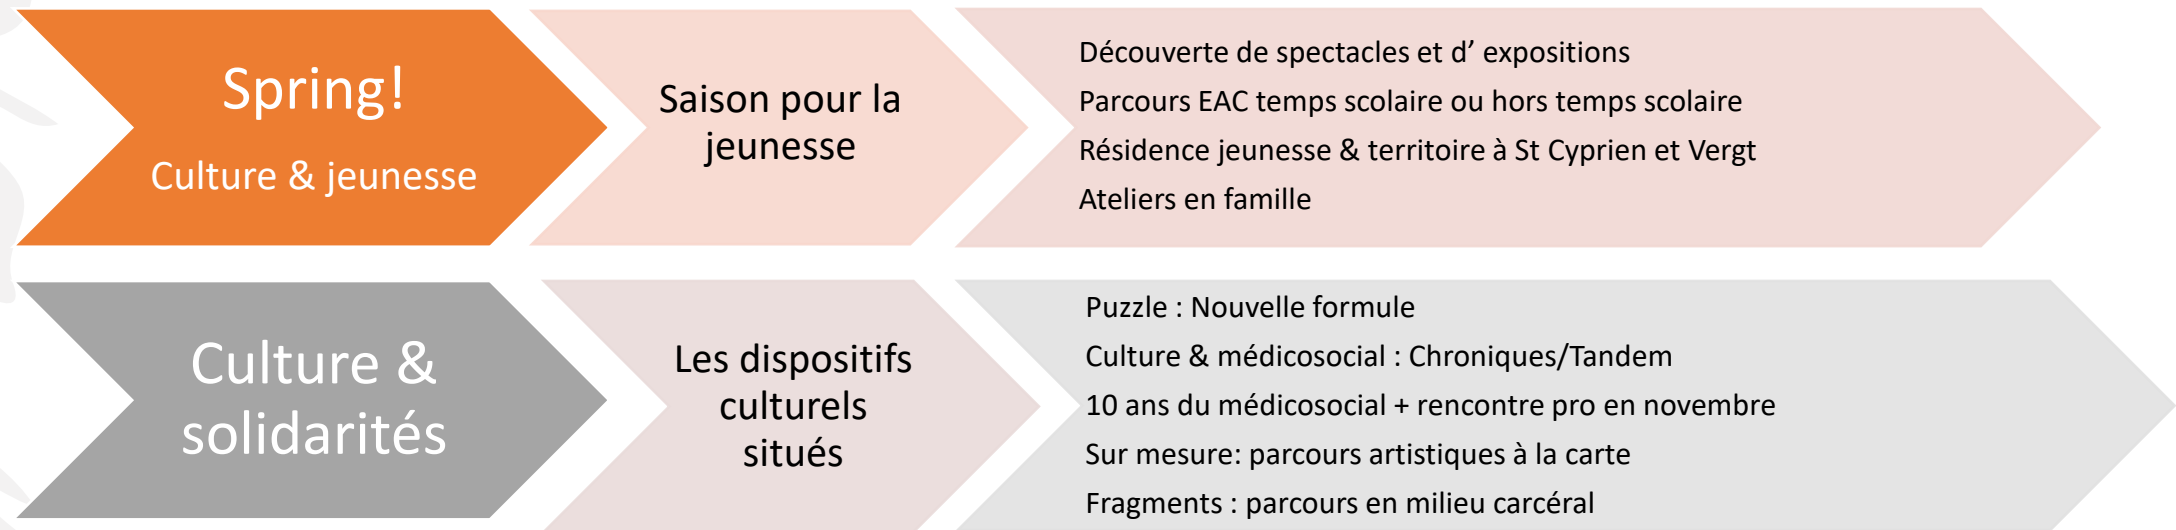 Spring!
Culture & jeunesse
Saison pour la
jeunesse
Découverte de spectacles et d’ expositions
Parcours EAC temps scolaire ou hors temps scolaire
Résidence jeunesse & territoire à St Cyprien et Vergt
Ateliers en famille
Culture &
solidarités
Les dispositifs
culturels
situés
Puzzle : Nouvelle formule
Culture & médicosocial : Chroniques/Tandem
10 ans du médicosocial + rencontre pro en novembre
Sur mesure: parcours artistiques à la carte
Fragments : parcours en milieu carcéral